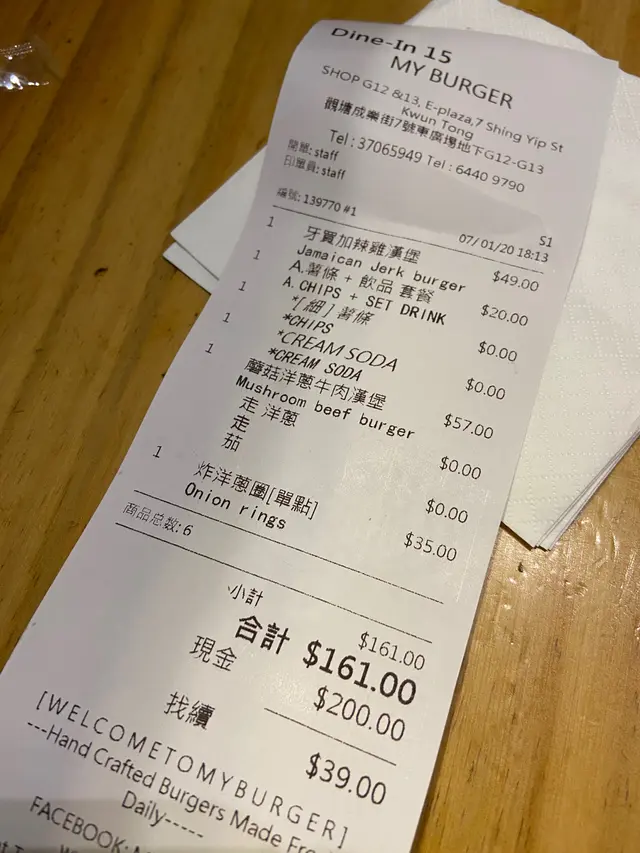 Dine-In 15
MY BURGER
SHOP G12 &13, E-plaza,7 Shing Yip St
Kwun Tong
觀塘成業街7號東廣場地下G12-G13
Tel : 37065949 Tel : 6440 9790
開單: staff
印單員: staff
編號: 139770 #1
S1
07/01/20 18:13
1 牙買加辣雞漢堡 $49.00
Jamaican Jerk burger
1 A.薯條 + 飲品 套餐 $20.00
A.CHIPS + SET DRINK
1 *[細] 薯條 $0.00
*CHIPS
1 *CREAM SODA $0.00
*CREAM SODA
1 蘑菇洋蔥牛肉漢堡 $57.00
Mushroom beef burger
走 洋蔥 $0.00
走
茄 $0.00
1 炸洋蔥圈[單點] $35.00
Onion rings
商品总数: 6
小計 $161.00
合計 $161.00
現金 $200.00
找續 $39.00
[WELCOMETOMYBURGER]
---Hand Crafted Burgers Made Fre
Daily-----
FACEBOOK: